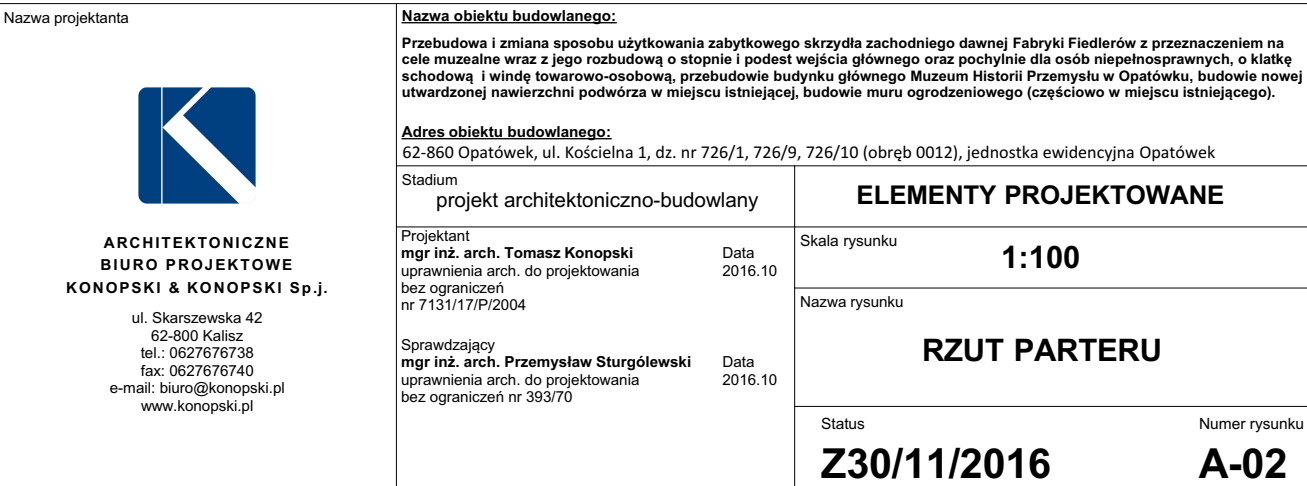 Nazwa projektanta
ARCHITEKTONICZNE
BIURO PROJEKTOWE
KONOPSKI & KONOPSKI Sp.j.
ul. Skarszewska 42
62-800 Kalisz
tel.: 0627676738
fax: 0627676740
e-mail: biuro@konopski.pl
www.konopski.pl
Nazwa obiektu budowlanego:
Przebudowa i zmiana sposobu użytkowania zabytkowego skrzydła zachodniego dawnej Fabryki Fiedlerów z przeznaczeniem na
cele muzealne wraz z jego rozbudową o stopnie i podest wejścia głównego oraz pochylnie dla osób niepełnosprawnych, o klatkę
schodową i windę towarowo-osobową, przebudowie budynku głównego Muzeum Historii Przemysłu w Opatówku, budowie nowej
utwardzonej nawierzchni podwórza w miejscu istniejącej, budowie muru ogrodzeniowego (częściowo w miejscu istniejącego).
Adres obiektu budowlanego:
62-860 Opatówek, ul. Kościelna 1, dz. nr 726/1, 726/9, 726/10 (obręb 0012), jednostka ewidencyjna Opatówek
Stadium
projekt architektoniczno-budowlany
ELEMENTY PROJEKTOWANE
Projektant
mgr inż. arch. Tomasz Konopski Data
uprawnienia arch. do projektowania 2016.10
bez ograniczeń
nr 7131/17/P/2004
Sprawdzający
mgr inż. arch. Przemysław Sturgólewski Data
uprawnienia arch. do projektowania 2016.10
bez ograniczeń nr 393/70
Skala rysunku
1:100
Nazwa rysunku
RZUT PARTERU
Status Numer rysunku
Z30/11/2016 A-02